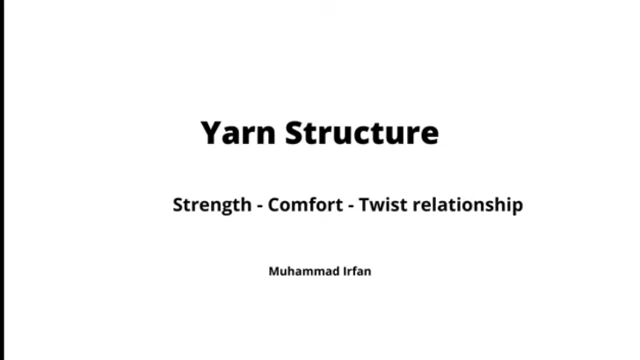 Yarn Structure
Strength - Comfort - Twist relationship
Muhammad Irfan